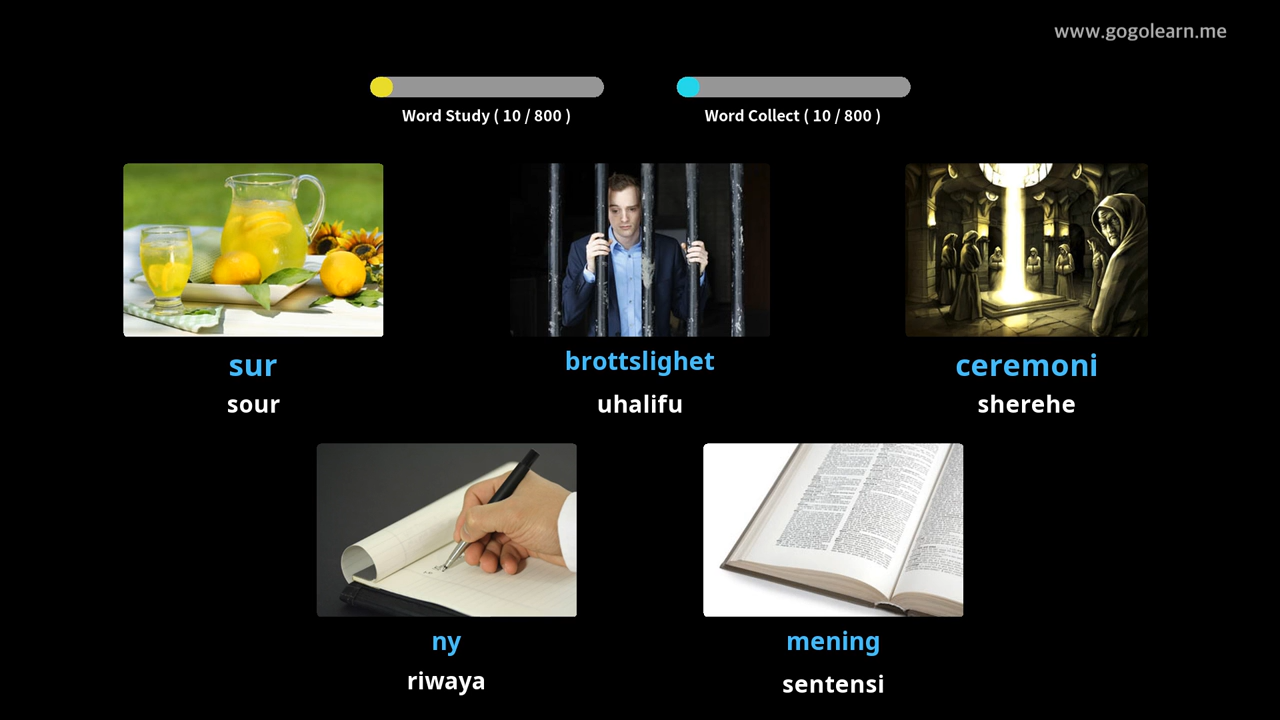 www.gogolearn.me
Word Study ( 10 / 800 )
Word Collect ( 10 / 800 )
sur
sour
brottslighet
uhalifu
ceremoni
sherehe
ny
riwaya
mening
sentensi